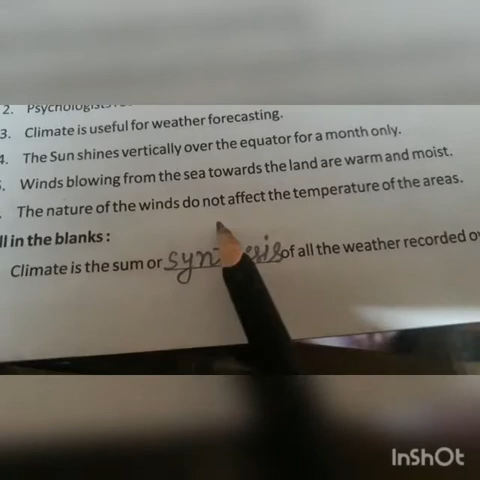 2.
3. Climate is useful for weather forecasting.
4. The Sun shines vertically over the equator for a month only.
Winds blowing from the sea towards the land are warm and moist.
The nature of the winds do not affect the temperature of the areas.
in the blanks :
Climate is the sum or of all the weather recorded
InShOt